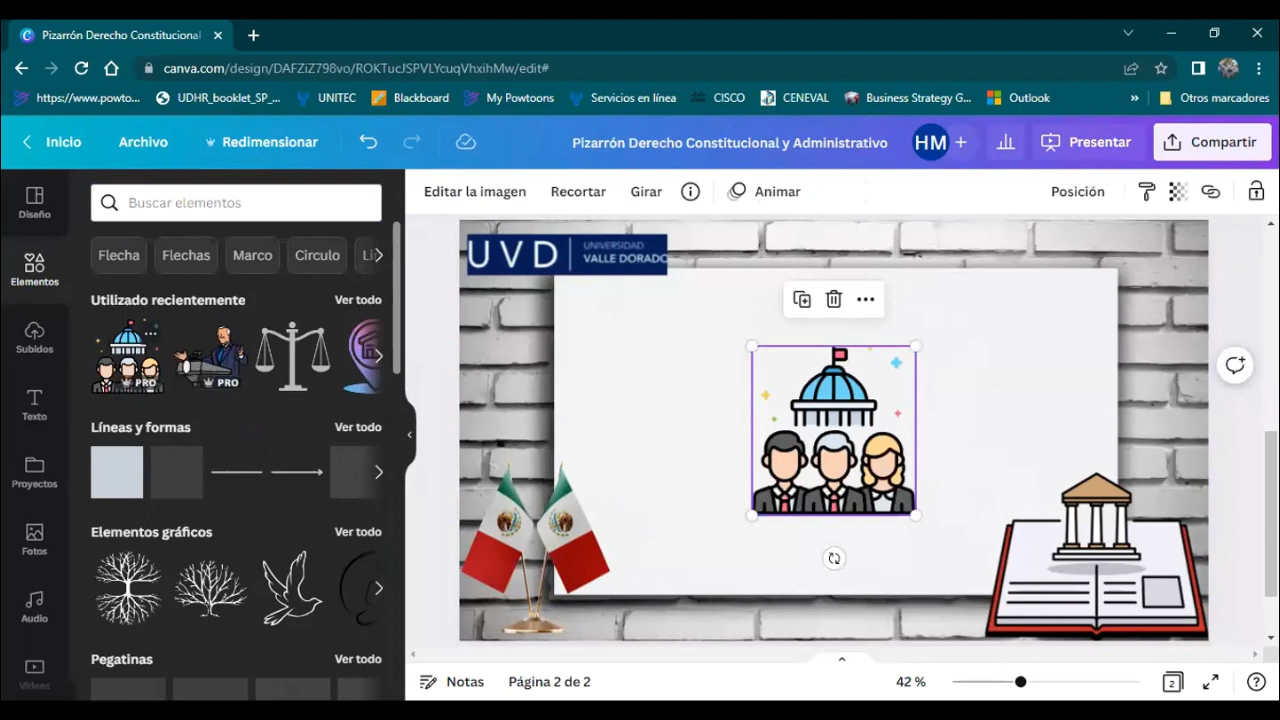 Pizarrón Derecho Constitucional
canva.com/design/DAFZiZ798vo/ROKTucJSPVLYcuqVhxihMw/edit#
https://www.powto...
UDHR_booklet_SP_...
UNITEC
Blackboard
My Powtoons
Servicios en línea
CISCO
CENEVAL
Business Strategy G...
Outlook
»
Otros marcadores
Inicio
Archivo
Redimensionar
Pizarrón Derecho Constitucional y Administrativo
HM
Presentar
Compartir
Diseño
Elementos
Subidos
Texto
Proyectos
Fotos
Audio
Vídeos
Buscar elementos
Flecha
Flechas
Marco
Circulo
Li
Utilizado recientemente
Ver todo
PRO
PRO
Líneas y formas
Ver todo
Elementos gráficos
Ver todo
Pegatinas
Ver todo
Editar la imagen
Recortar
Girar
Animar
Posición
UVD
UNIVERSIDAD
VALLE DORADO
Notas
Página 2 de 2
42 %
2